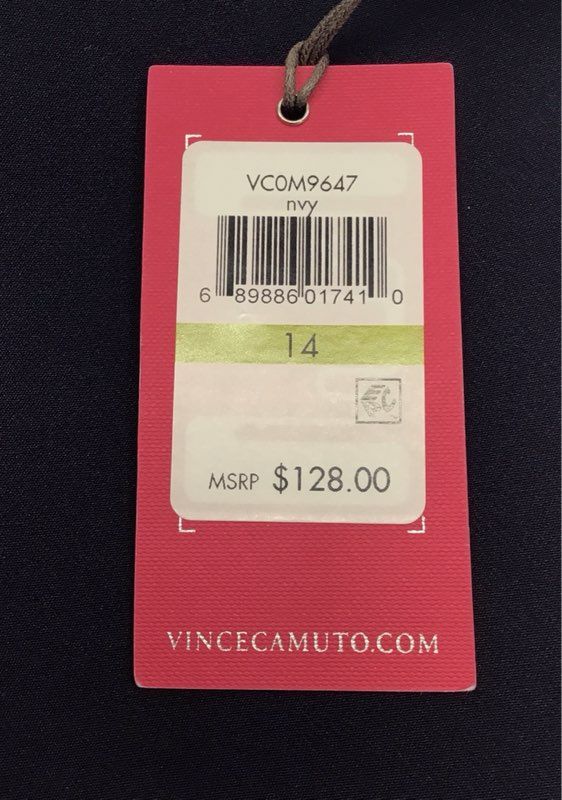 VC0M9647
nvy
6 89886 01741 0
14
MSRP $128.00
VINCECAMUTO.COM